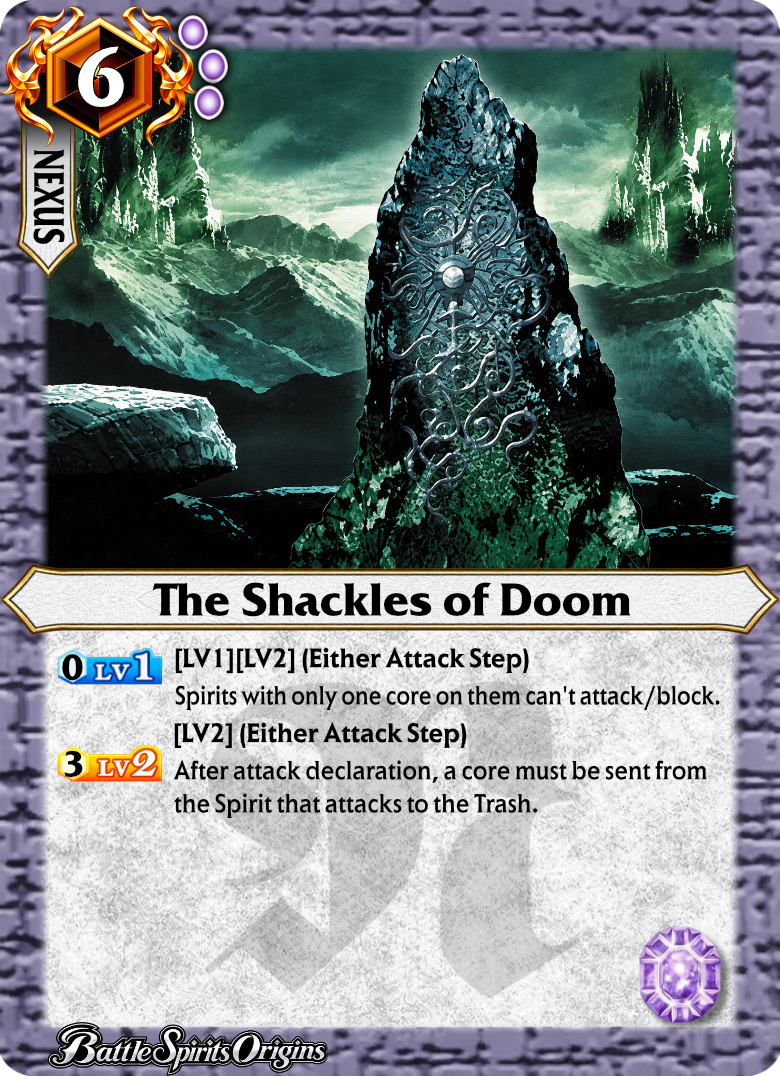 6
NEXUS
The Shackles of Doom
0 LV1
[LV1][LV2] (Either Attack Step)
Spirits with only one core on them can't attack/block.
[LV2] (Either Attack Step)
3 LV2
After attack declaration, a core must be sent from
the Spirit that attacks to the Trash.
Battle Spirits Origins